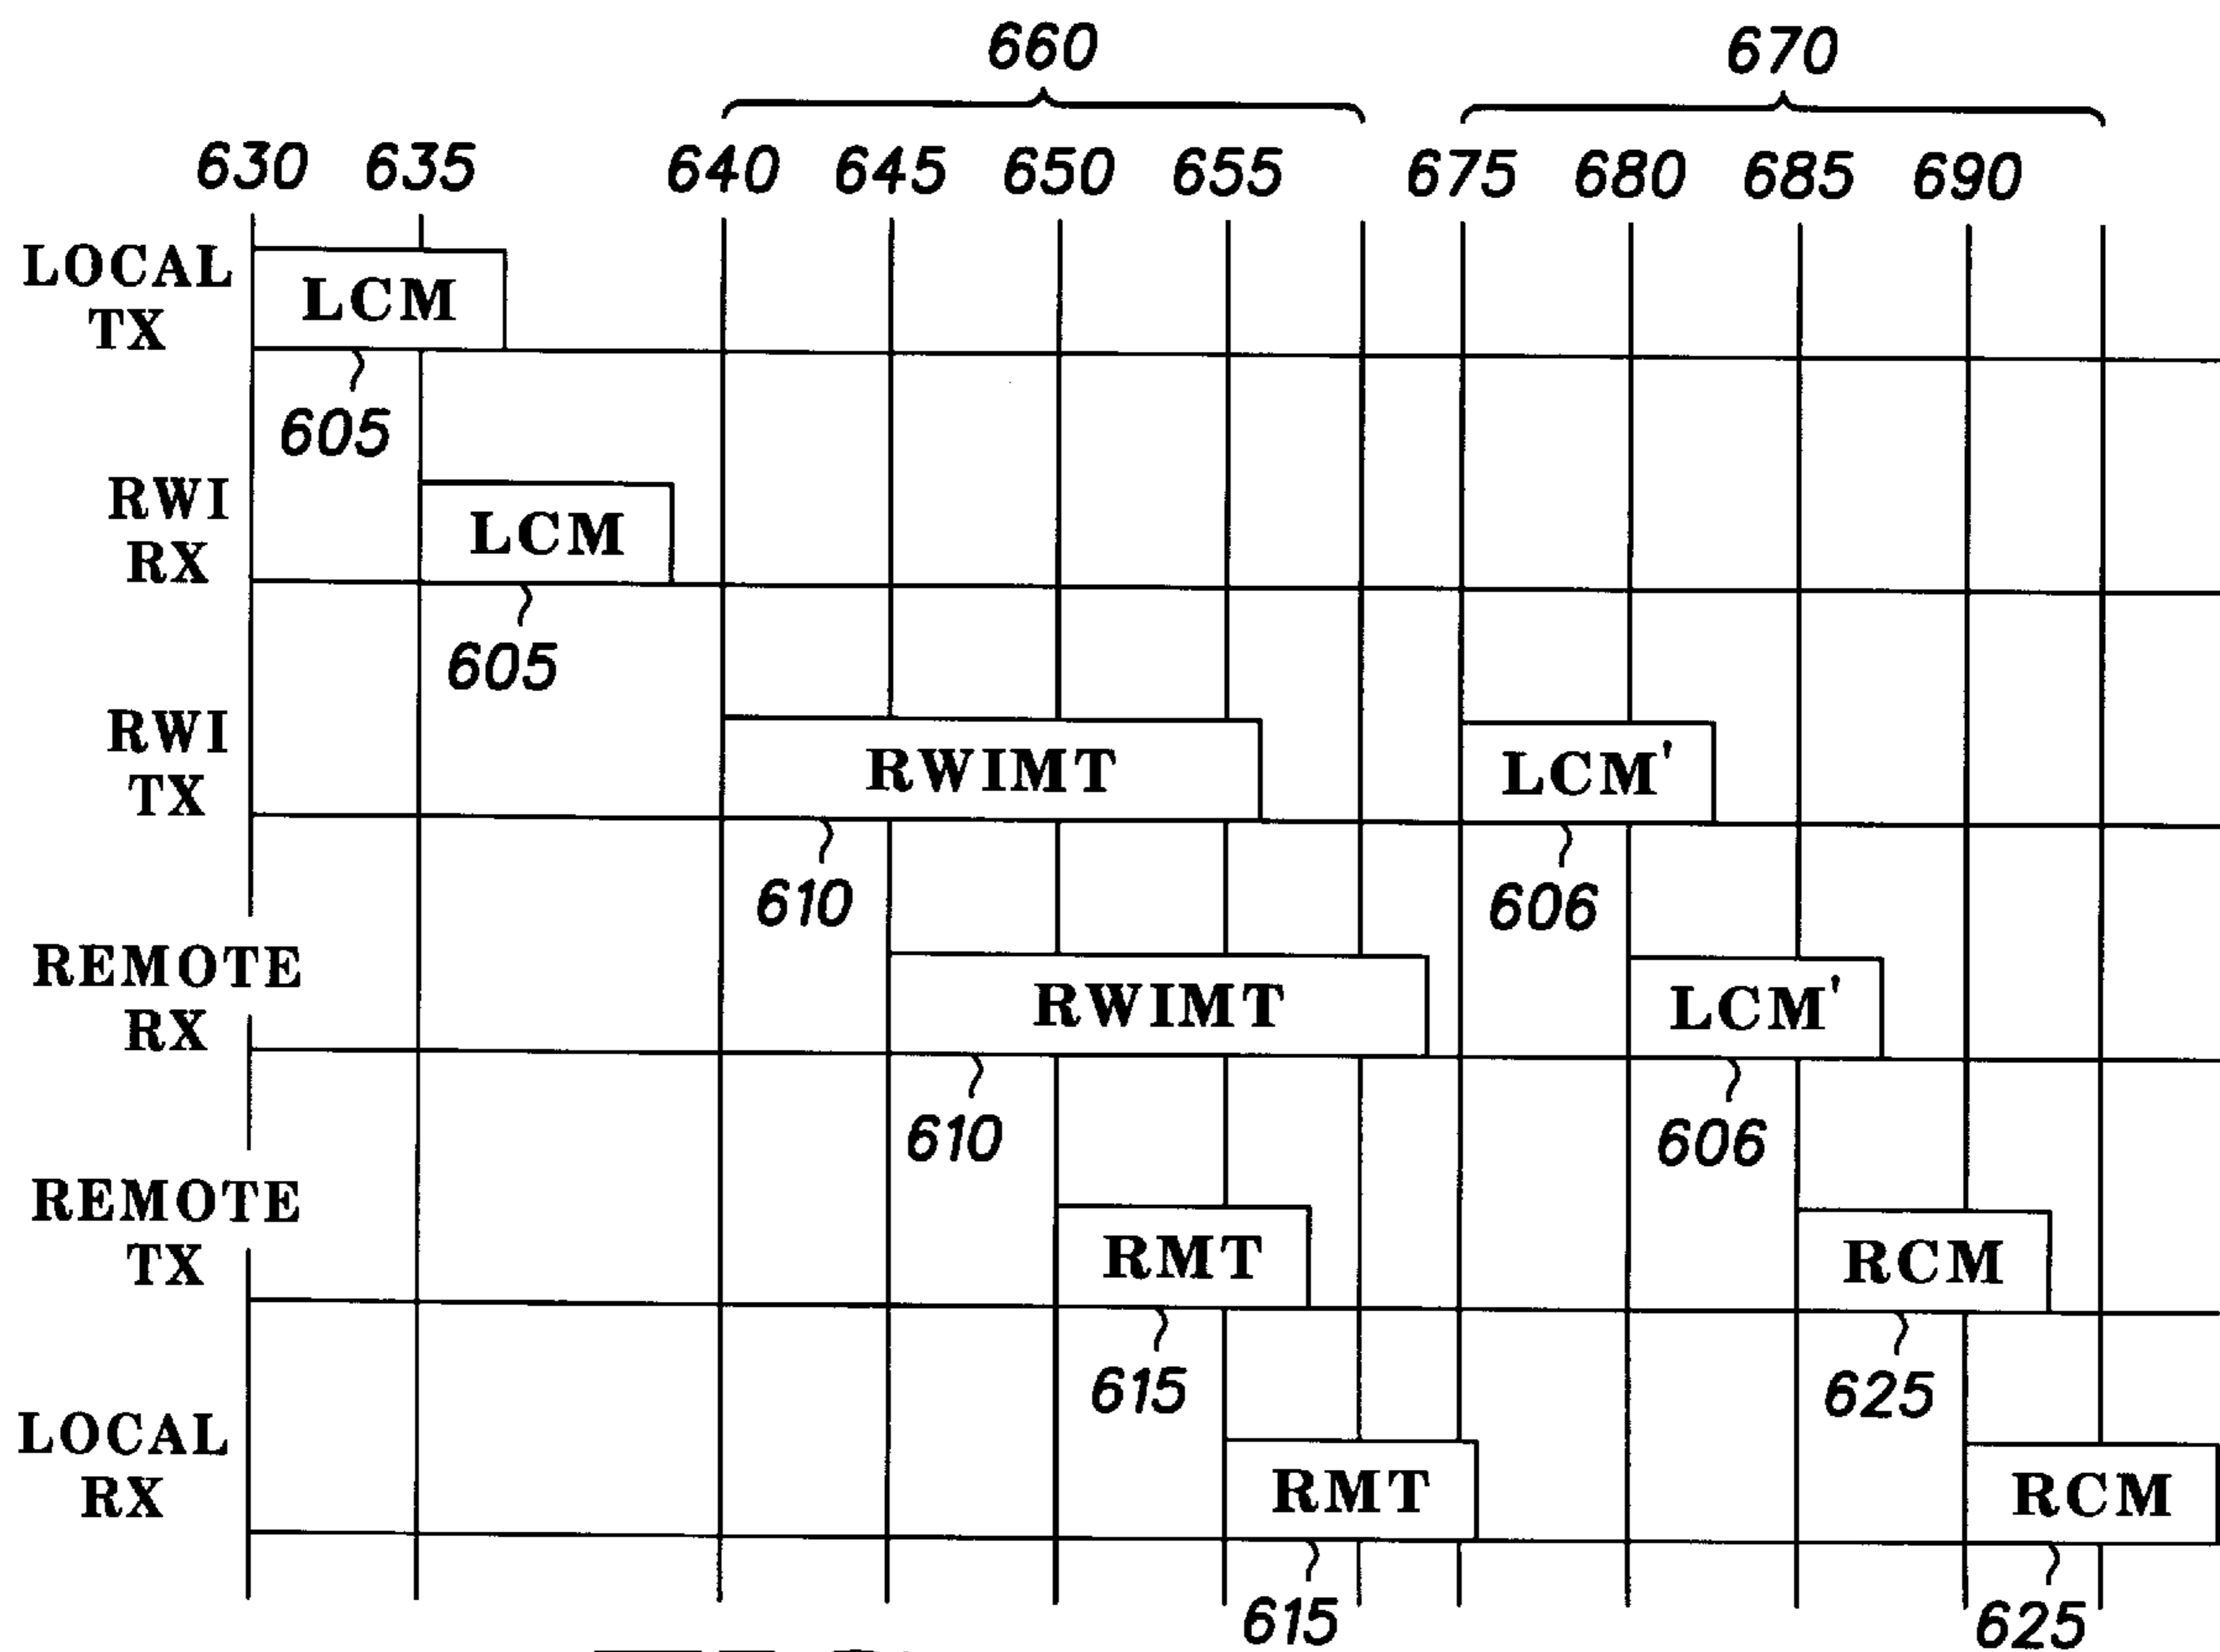 660 670
630 635 640 645 650 655 675 680 685 690
LOCAL
TX
LCM
605
RWI
RX
LCM
605
RWI
TX
RWIMT LCM'
610 606
REMOTE
RX
RWIMT LCM'
610 606
REMOTE
TX
RMT RCM
615 625
LOCAL
RX
RMT RCM
615 625